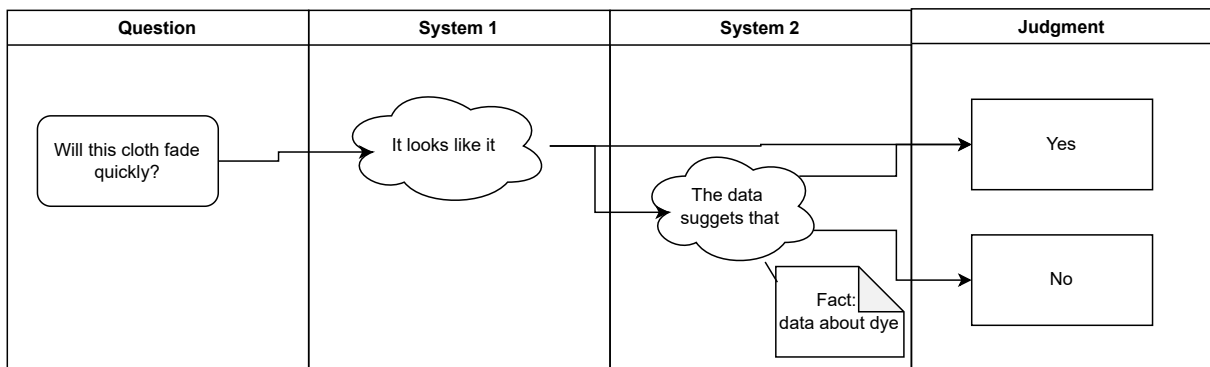 Question
System 1
System 2
Judgment
Will this cloth fade
quickly?
It looks like it
The data
suggets that
Fact:
data about dye
Yes
No